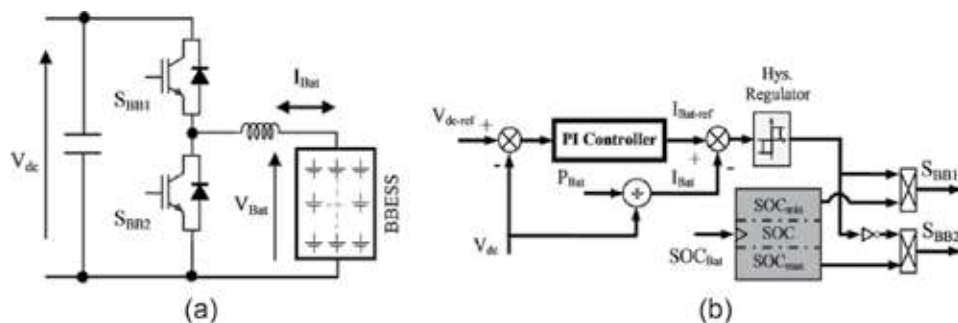 V_dc
S_BB1
S_BB2
I_Bat
V_Bat
BBESS
(a)
V_dc-ref
+
-
PI Controller
I_Bat-ref
+
-
Hys.
Regulator
P_Bat
÷
I_Bat
V_dc
SOC_Bat
SOC_min
SOC
SOC_max
S_BB1
S_BB2
(b)